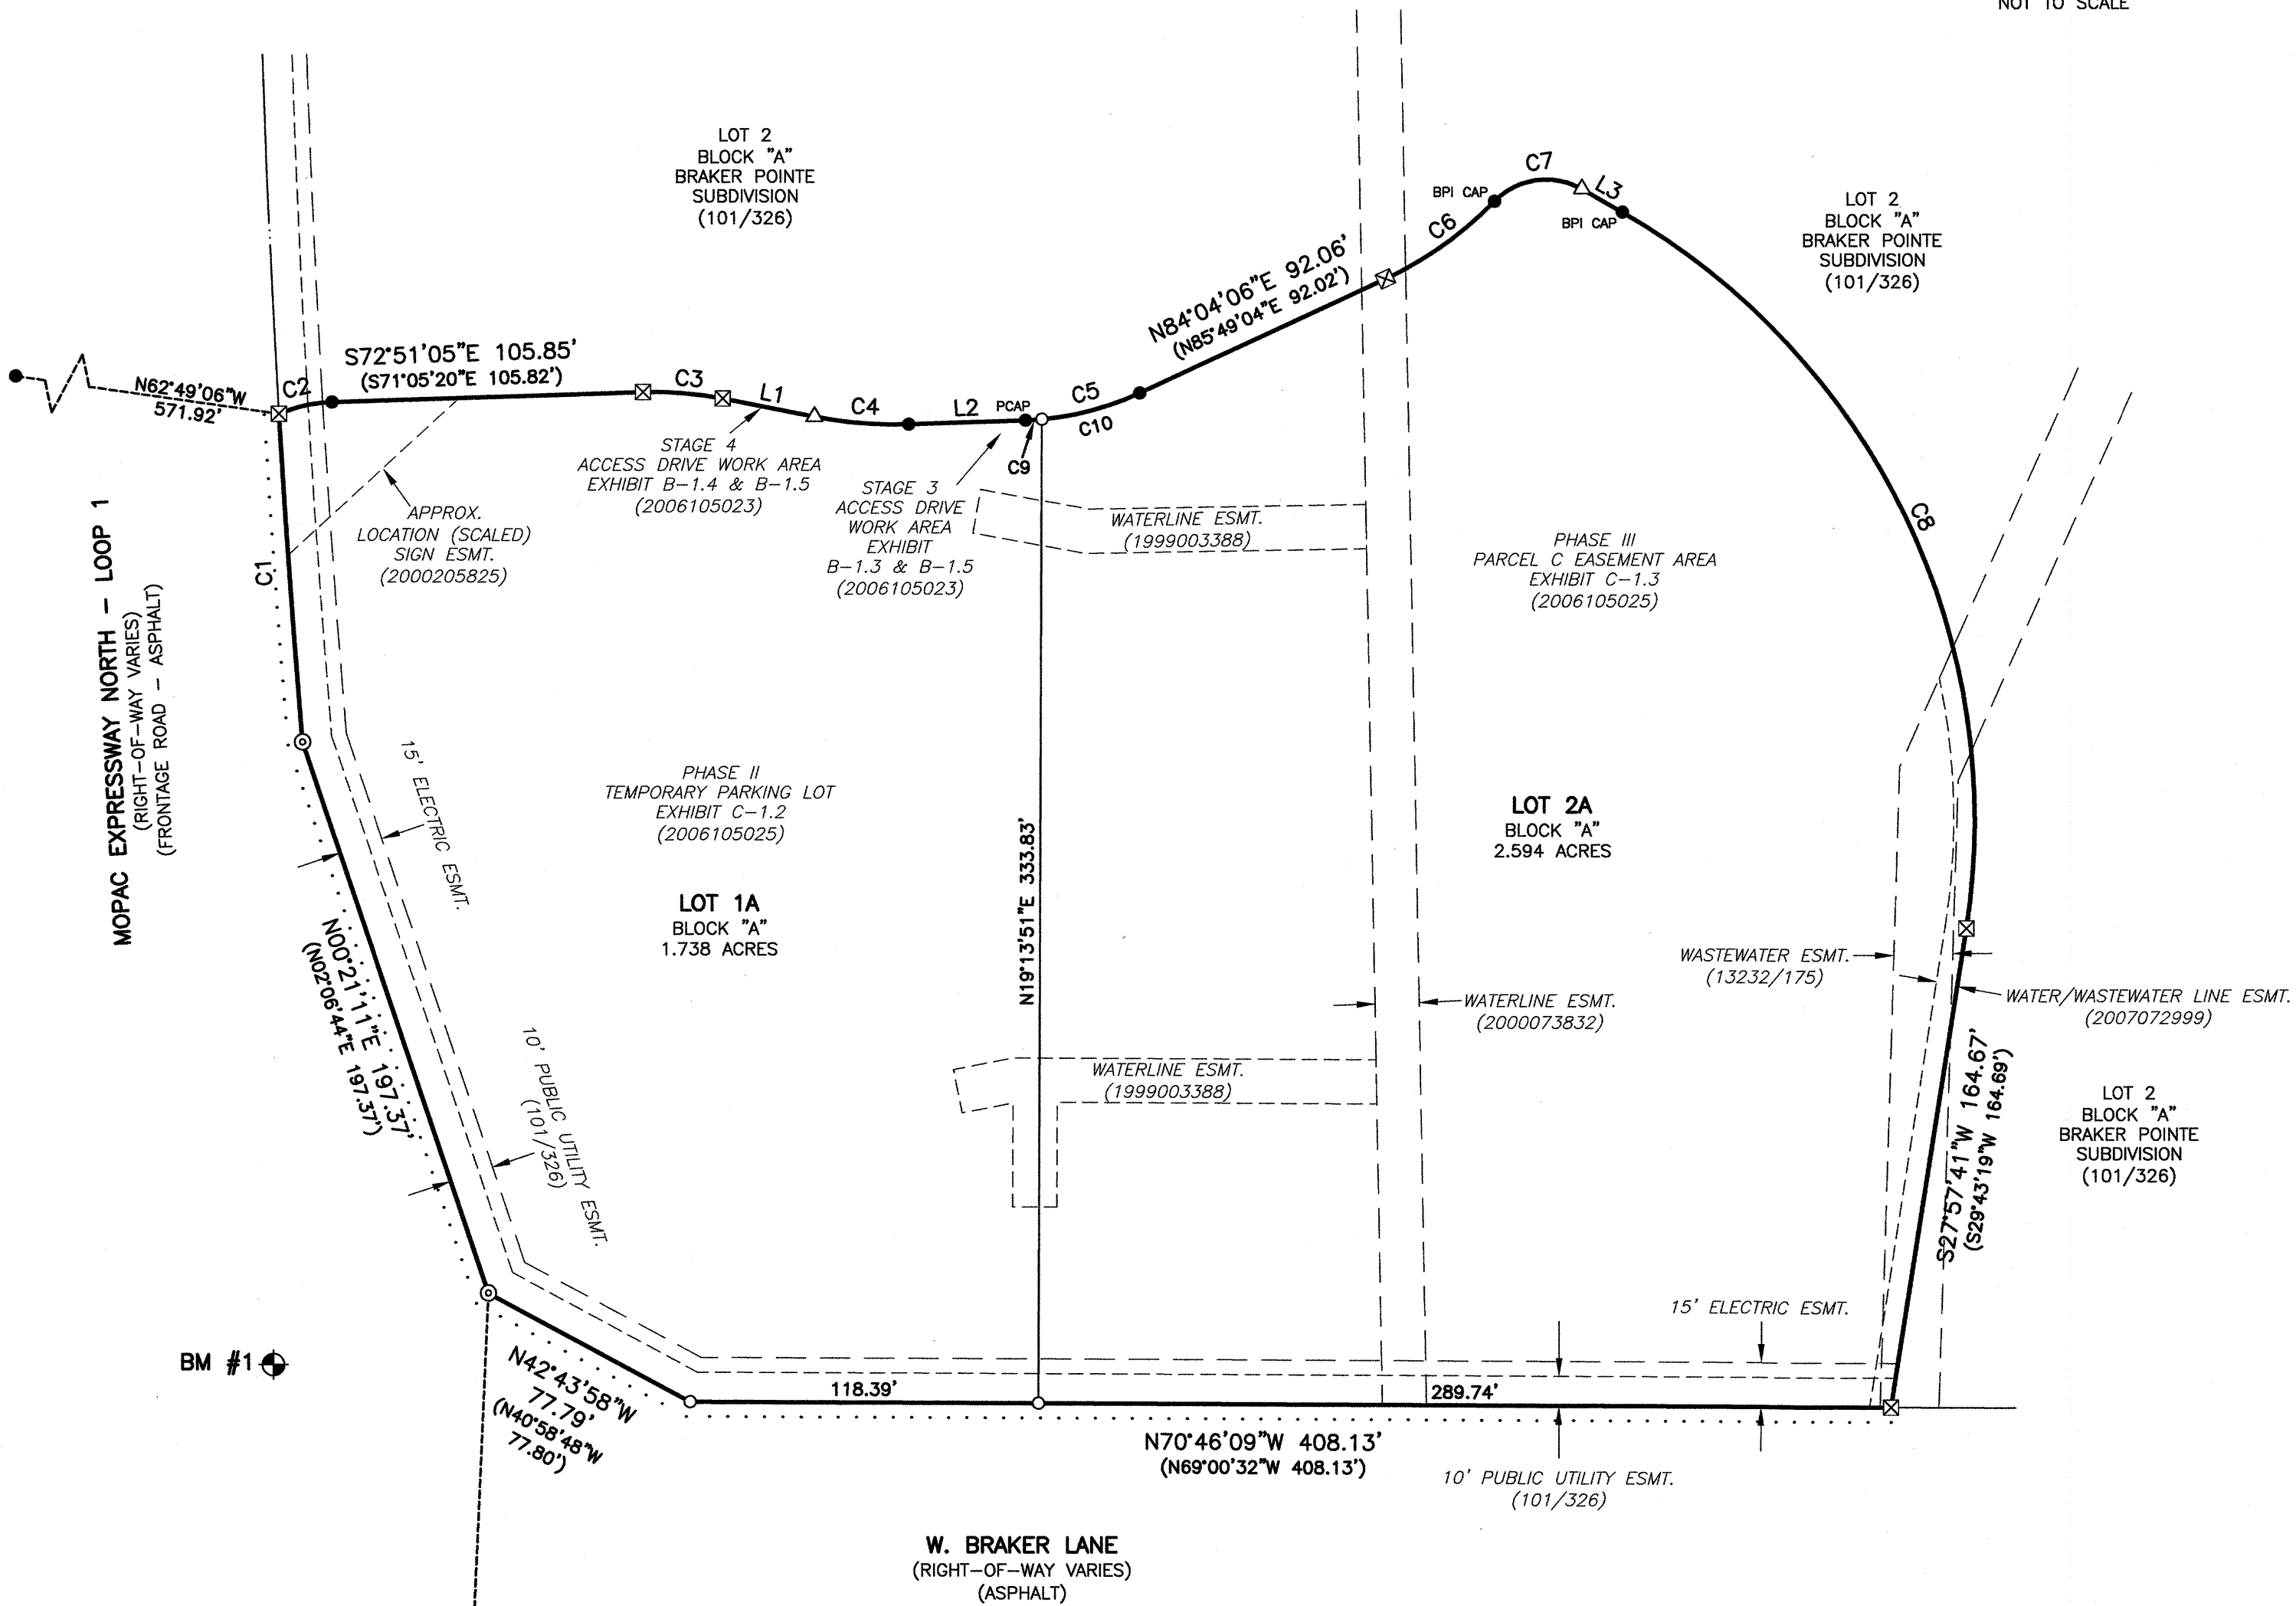 NOT TO SCALE
LOT 2
BLOCK "A"
BRAKER POINTE
SUBDIVISION
(101/326)
C7
BPI CAP
L3
BPI CAP
C6
LOT 2
BLOCK "A"
BRAKER POINTE
SUBDIVISION
(101/326)
N84°04'06"E 92.06'
(N85°49'04"E 92.02')
S72°51'05"E 105.85'
(S71°05'20"E 105.82')
N62°49'06"W
571.92'
C2
C3
L1
C4
L2
PCAP
C5
C10
C9
STAGE 4
ACCESS DRIVE WORK AREA
EXHIBIT B-1.4 & B-1.5
(2006105023)
STAGE 3
ACCESS DRIVE
WORK AREA
EXHIBIT
B-1.3 & B-1.5
(2006105023)
APPROX.
LOCATION (SCALED)
SIGN ESMT.
(2000205825)
WATERLINE ESMT.
(1999003388)
PHASE III
PARCEL C EASEMENT AREA
EXHIBIT C-1.3
(2006105025)
C8
C1
MOPAC EXPRESSWAY NORTH - LOOP 1
(RIGHT-OF-WAY VARIES)
(FRONTAGE ROAD - ASPHALT)
15' ELECTRIC ESMT.
PHASE II
TEMPORARY PARKING LOT
EXHIBIT C-1.2
(2006105025)
LOT 1A
BLOCK "A"
1.738 ACRES
N19°13'51"E 333.83'
LOT 2A
BLOCK "A"
2.594 ACRES
N00°21'11"E 197.37'
(N02°06'44"E 197.37')
10' PUBLIC UTILITY ESMT.
(101/326)
WASTEWATER ESMT.
(13232/175)
WATERLINE ESMT.
(2000073832)
WATER/WASTEWATER LINE ESMT.
(2007072999)
WATERLINE ESMT.
(1999003388)
S27°57'41"W 164.67'
(S29°43'19"W 164.69')
LOT 2
BLOCK "A"
BRAKER POINTE
SUBDIVISION
(101/326)
15' ELECTRIC ESMT.
BM #1
N42°43'58"W
77.79'
(N40°58'48"W
77.80')
118.39'
289.74'
N70°46'09"W 408.13'
(N69°00'32"W 408.13')
10' PUBLIC UTILITY ESMT.
(101/326)
W. BRAKER LANE
(RIGHT-OF-WAY VARIES)
(ASPHALT)